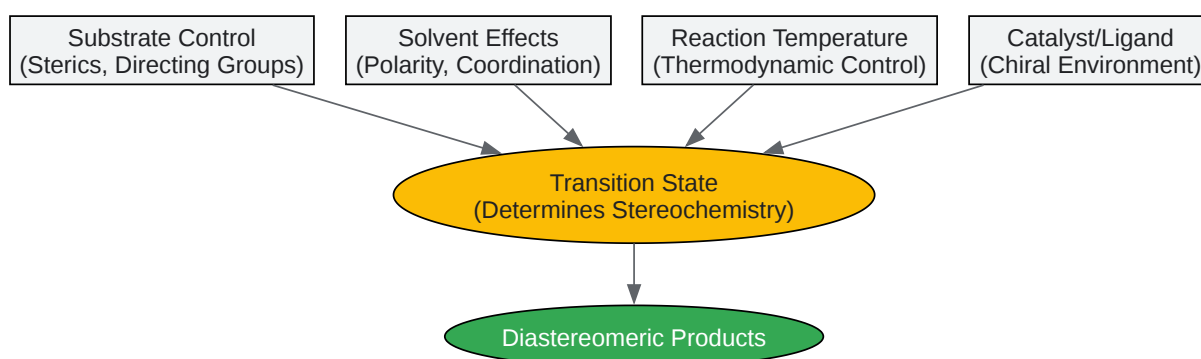 Substrate Control
(Sterics, Directing Groups)
Solvent Effects
(Polarity, Coordination)
Reaction Temperature
(Thermodynamic Control)
Catalyst/Ligand
(Chiral Environment)
Transition State
(Determines Stereochemistry)
Diastereomeric Products